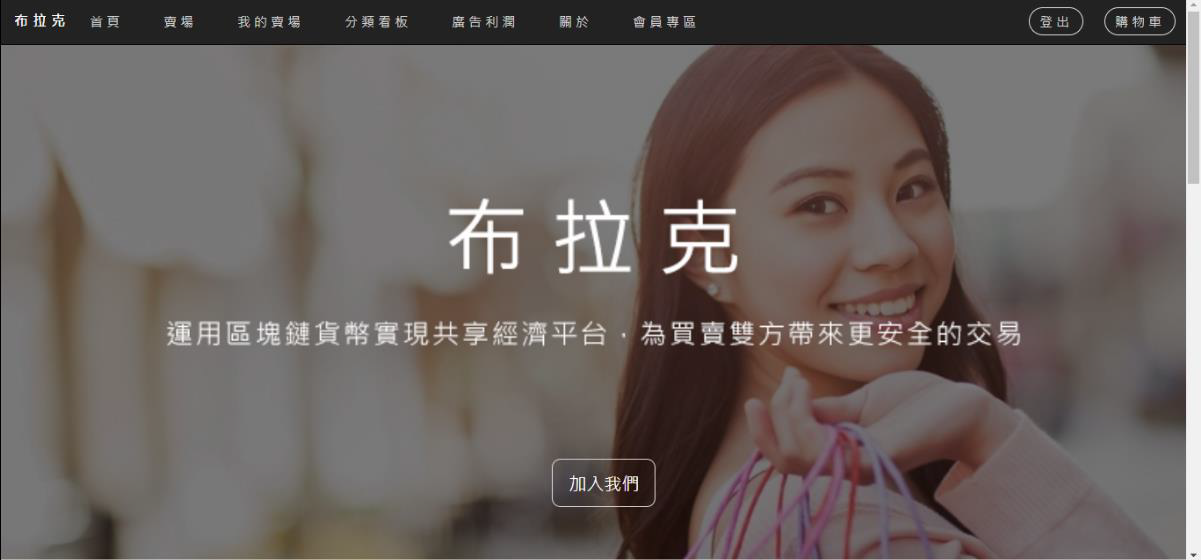 布拉克 首頁 賣場 我的賣場 分類看板 廣告利潤 關於 會員專區 登出 購物車
布拉克
運用區塊鏈貨幣實現共享經濟平台，為買賣雙方帶來更安全的交易
加入我們